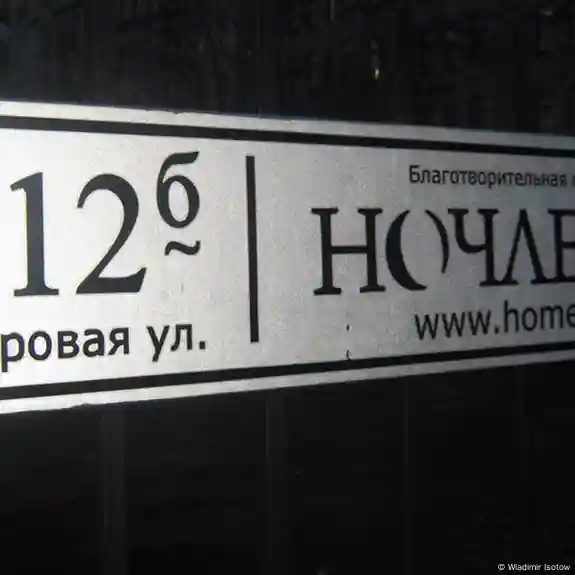 12б
ровая ул.
Благотворительная
НОЧЛЕ
www.home
© Wladimir Isotow